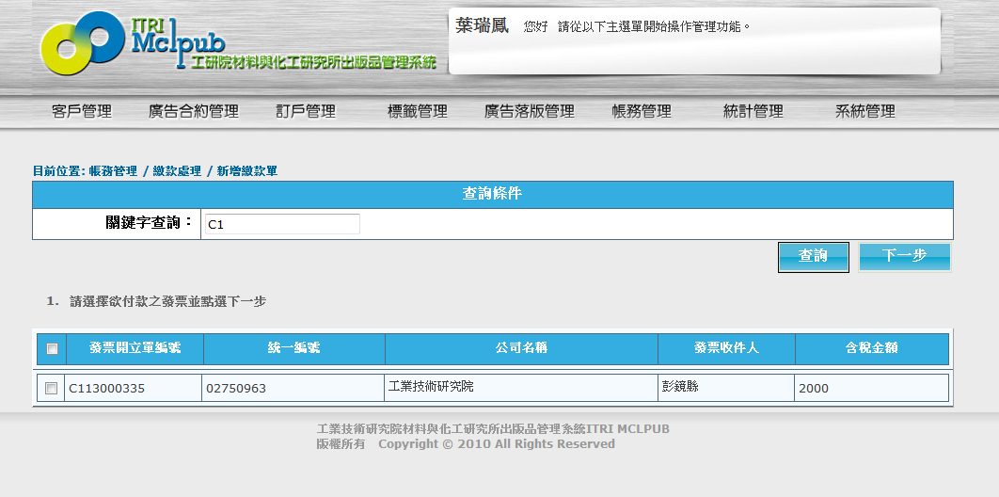 ITRI
Mclpub
工研院材料與化工研究所出版品管理系統
葉瑞鳳 您好 請從以下主選單開始操作管理功能。
客戶管理 廣告合約管理 訂戶管理 標籤管理 廣告落版管理 帳務管理 統計管理 系統管理
目前位置: 帳務管理 / 繳款處理 / 新增繳款單
查詢條件
關鍵字查詢： C1
查詢 下一步
1. 請選擇欲付款之發票並點選下一步
發票開立單編號 統一編號 公司名稱 發票收件人 含稅金額
C113000335 02750963 工業技術研究院 彭鏡縣 2000
工業技術研究院材料與化工研究所出版品管理系統ITRI MCLPUB
版權所有 Copyright © 2010 All Rights Reserved